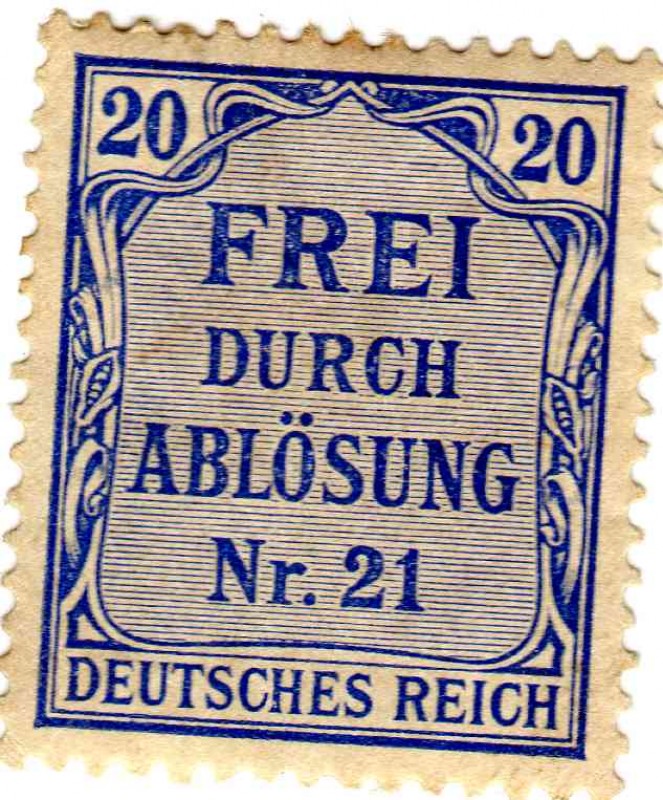 20 20
FREI
DURCH
ABLÖSUNG
Nr. 21
DEUTSCHES REICH